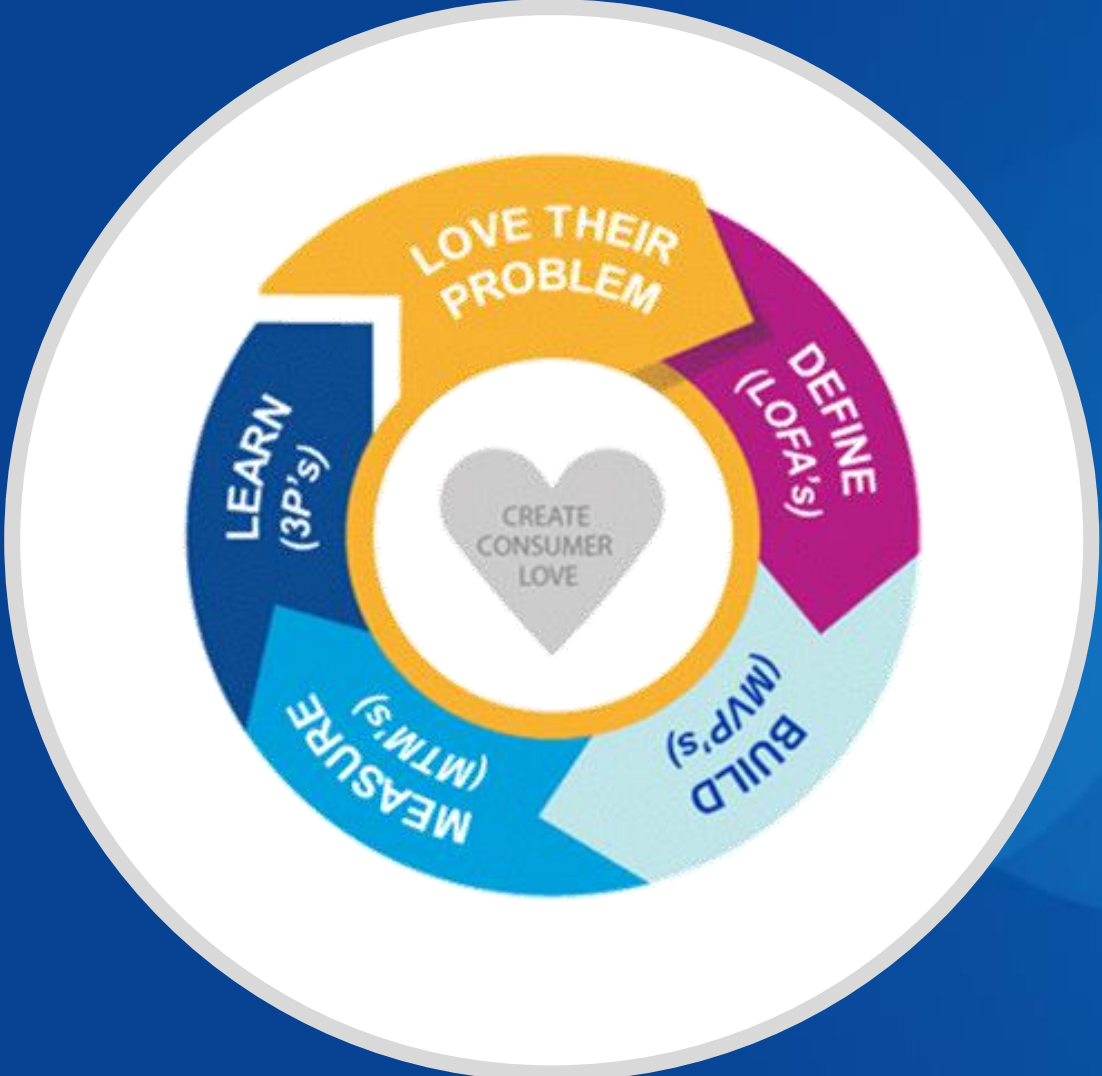 LOVE THEIR
PROBLEM
DEFINE
(LOFA's)
BUILD
(MVP's)
MEASURE
(MTM's)
LEARN
(3P's)
CREATE
CONSUMER
LOVE